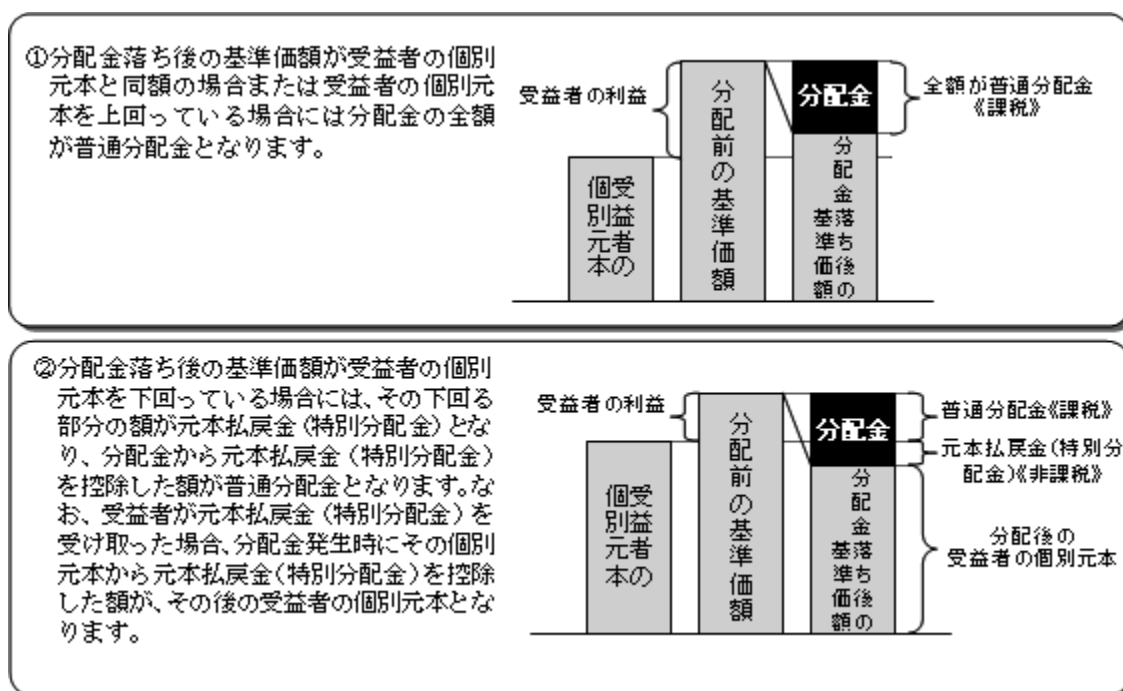 ①分配金落ち後の基準価額が受益者の個別
元本と同額の場合または受益者の個別元
本を上回っている場合には分配金の全額
が普通分配金となります。
受益者の利益
受益者の
個別元本
分配前の基準価額
分配金
分配金落ち後の
基準価額
全額が普通分配金
《課税》
②分配金落ち後の基準価額が受益者の個別
元本を下回っている場合には、その下回る
部分の額が元本払戻金(特別分配金)とな
り、分配金から元本払戻金(特別分配金)
を控除した額が普通分配金となります。な
お、受益者が元本払戻金(特別分配金)を
受け取った場合、分配金発生時にその個別
元本から元本払戻金(特別分配金)を控除
した額が、その後の受益者の個別元本とな
ります。
受益者の利益
受益者の
個別元本
分配前の基準価額
分配金
分配金落ち後の
基準価額
普通分配金《課税》
元本払戻金(特別分
配金)《非課税》
分配後の
受益者の個別元本